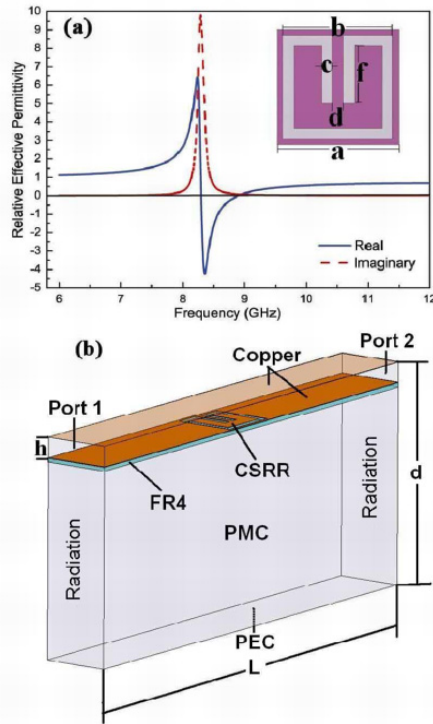 (a)
Relative Effective Permittivity
10
9
8
7
6
5
4
3
2
1
0
-1
-2
-3
-4
-5
6 7 8 9 10 11 12
Frequency (GHz)
b
c
f
d
a
Real
Imaginary
(b)
Port 2
Copper
Port 1
h
CSRR
FR4
d
Radiation
PMC
Radiation
PEC
L